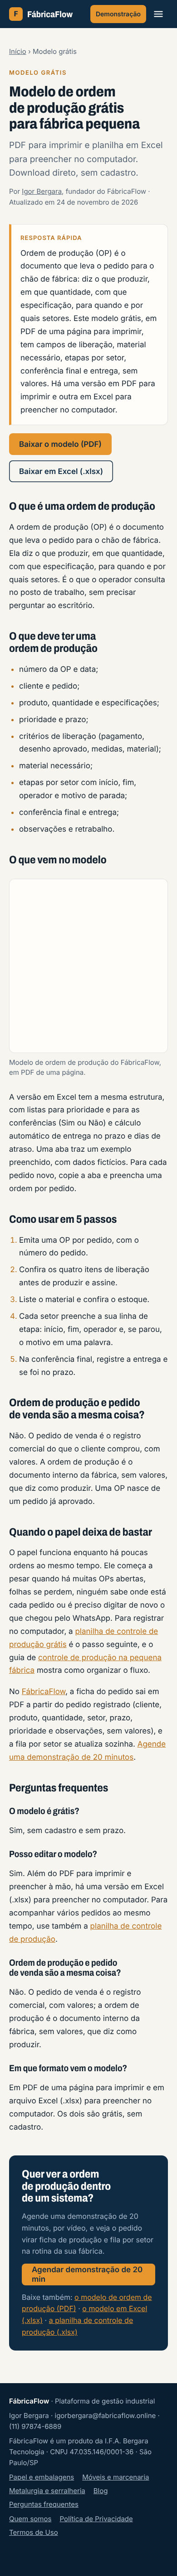 F FábricaFlow Demonstração
Início › Modelo grátis
MODELO GRÁTIS
Modelo de ordem
de produção grátis
para fábrica pequena
PDF para imprimir e planilha em Excel
para preencher no computador.
Download direto, sem cadastro.
Por Igor Bergara, fundador do FábricaFlow ·
Atualizado em 24 de novembro de 2026
RESPOSTA RÁPIDA
Ordem de produção (OP) é o
documento que leva o pedido para o
chão de fábrica: diz o que produzir,
em que quantidade, com que
especificação, para quando e por
quais setores. Este modelo grátis, em
PDF de uma página para imprimir,
tem campos de liberação, material
necessário, etapas por setor,
conferência final e entrega, sem
valores. Há uma versão em PDF para
imprimir e outra em Excel para
preencher no computador.
Baixar o modelo (PDF)
Baixar em Excel (.xlsx)
O que é uma ordem de produção
A ordem de produção (OP) é o documento
que leva o pedido para o chão de fábrica.
Ela diz o que produzir, em que quantidade,
com que especificação, para quando e por
quais setores. É o que o operador consulta
no posto de trabalho, sem precisar
perguntar ao escritório.
O que deve ter uma
ordem de produção
número da OP e data;
cliente e pedido;
produto, quantidade e especificações;
prioridade e prazo;
critérios de liberação (pagamento,
desenho aprovado, medidas, material);
material necessário;
etapas por setor com início, fim,
operador e motivo de parada;
conferência final e entrega;
observações e retrabalho.
O que vem no modelo
Modelo de ordem de produção do FábricaFlow,
em PDF de uma página.
A versão em Excel tem a mesma estrutura,
com listas para prioridade e para as
conferências (Sim ou Não) e cálculo
automático de entrega no prazo e dias de
atraso. Uma aba traz um exemplo
preenchido, com dados fictícios. Para cada
pedido novo, copie a aba e preencha uma
ordem por pedido.
Como usar em 5 passos
1. Emita uma OP por pedido, com o
número do pedido.
2. Confira os quatro itens de liberação
antes de produzir e assine.
3. Liste o material e confira o estoque.
4. Cada setor preenche a sua linha de
etapa: início, fim, operador e, se parou,
o motivo em uma palavra.
5. Na conferência final, registre a entrega e
se foi no prazo.
Ordem de produção e pedido
de venda são a mesma coisa?
Não. O pedido de venda é o registro
comercial do que o cliente comprou, com
valores. A ordem de produção é o
documento interno da fábrica, sem valores,
que diz como produzir. Uma OP nasce de
um pedido já aprovado.
Quando o papel deixa de bastar
O papel funciona enquanto há poucas
ordens ao mesmo tempo. Ele começa a
pesar quando há muitas OPs abertas,
folhas se perdem, ninguém sabe onde está
cada pedido ou é preciso digitar de novo o
que chegou pelo WhatsApp. Para registrar
no computador, a planilha de controle de
produção grátis é o passo seguinte, e o
guia de controle de produção na pequena
fábrica mostra como organizar o fluxo.
No FábricaFlow, a ficha do pedido sai em
PDF a partir do pedido registrado (cliente,
produto, quantidade, setor, prazo,
prioridade e observações, sem valores), e
a fila por setor se atualiza sozinha. Agende
uma demonstração de 20 minutos.
Perguntas frequentes
O modelo é grátis?
Sim, sem cadastro e sem prazo.
Posso editar o modelo?
Sim. Além do PDF para imprimir e
preencher à mão, há uma versão em Excel
(.xlsx) para preencher no computador. Para
acompanhar vários pedidos ao mesmo
tempo, use também a planilha de controle
de produção.
Ordem de produção e pedido
de venda são a mesma coisa?
Não. O pedido de venda é o registro
comercial, com valores; a ordem de
produção é o documento interno da
fábrica, sem valores, que diz como
produzir.
Em que formato vem o modelo?
Em PDF de uma página para imprimir e em
arquivo Excel (.xlsx) para preencher no
computador. Os dois são grátis, sem
cadastro.
Quer ver a ordem
de produção dentro
de um sistema?
Agende uma demonstração de 20
minutos, por vídeo, e veja o pedido
virar ficha de produção e fila por setor
na rotina da sua fábrica.
Agendar demonstração de 20
min
Baixe também: o modelo de ordem de
produção (PDF) · o modelo em Excel
(.xlsx) · a planilha de controle de
produção (.xlsx)
FábricaFlow · Plataforma de gestão industrial
Igor Bergara · igorbergara@fabricaflow.online ·
(11) 97874-6889
FábricaFlow é um produto da I.F.A. Bergara
Tecnologia · CNPJ 47.035.146/0001-36 · São
Paulo/SP
Papel e embalagens Móveis e marcenaria
Metalurgia e serralheria Blog
Perguntas frequentes
Quem somos Política de Privacidade
Termos de Uso